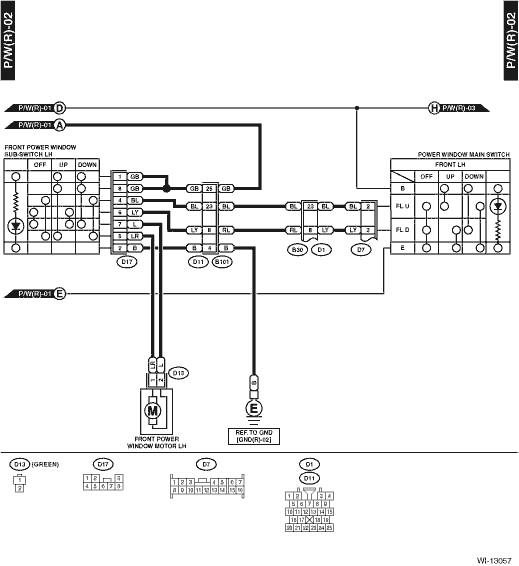 P/W(R)-02
P/W(R)-02
P/W(R)-01 D
H P/W(R)-03
P/W(R)-01 A
FRONT POWER WINDOW
SUB-SWITCH LH
OFF UP DOWN
POWER WINDOW MAIN SWITCH
FRONT LH
OFF UP DOWN
1 GB
8 GB 25 GB
4 BL BL 23 BL BL 23 BL BL 2
6 LY LY 8 RL RL 8 LY LY
7 L
5 LR
2 B B 4 B
B
FL U
FL D
E
D17
D11 B101
B30 D1
D7
P/W(R)-01 E
LR L
1 2
D13
M
FRONT POWER
WINDOW MOTOR LH
B
E
REF. TO GND
[GND(R)-02]
D13 (GREEN)
1
2
D17
1 2 3
4 5 6 7 8
D7
1 2 3 4 5 6 7
8 9 10 11 12 13 14 15 16
D1
D11
1 2 3 4
5 6 7 8 9
10 11 12 13 14 15
16 17 18 19
20 21 22 23 24 25
WI-13057